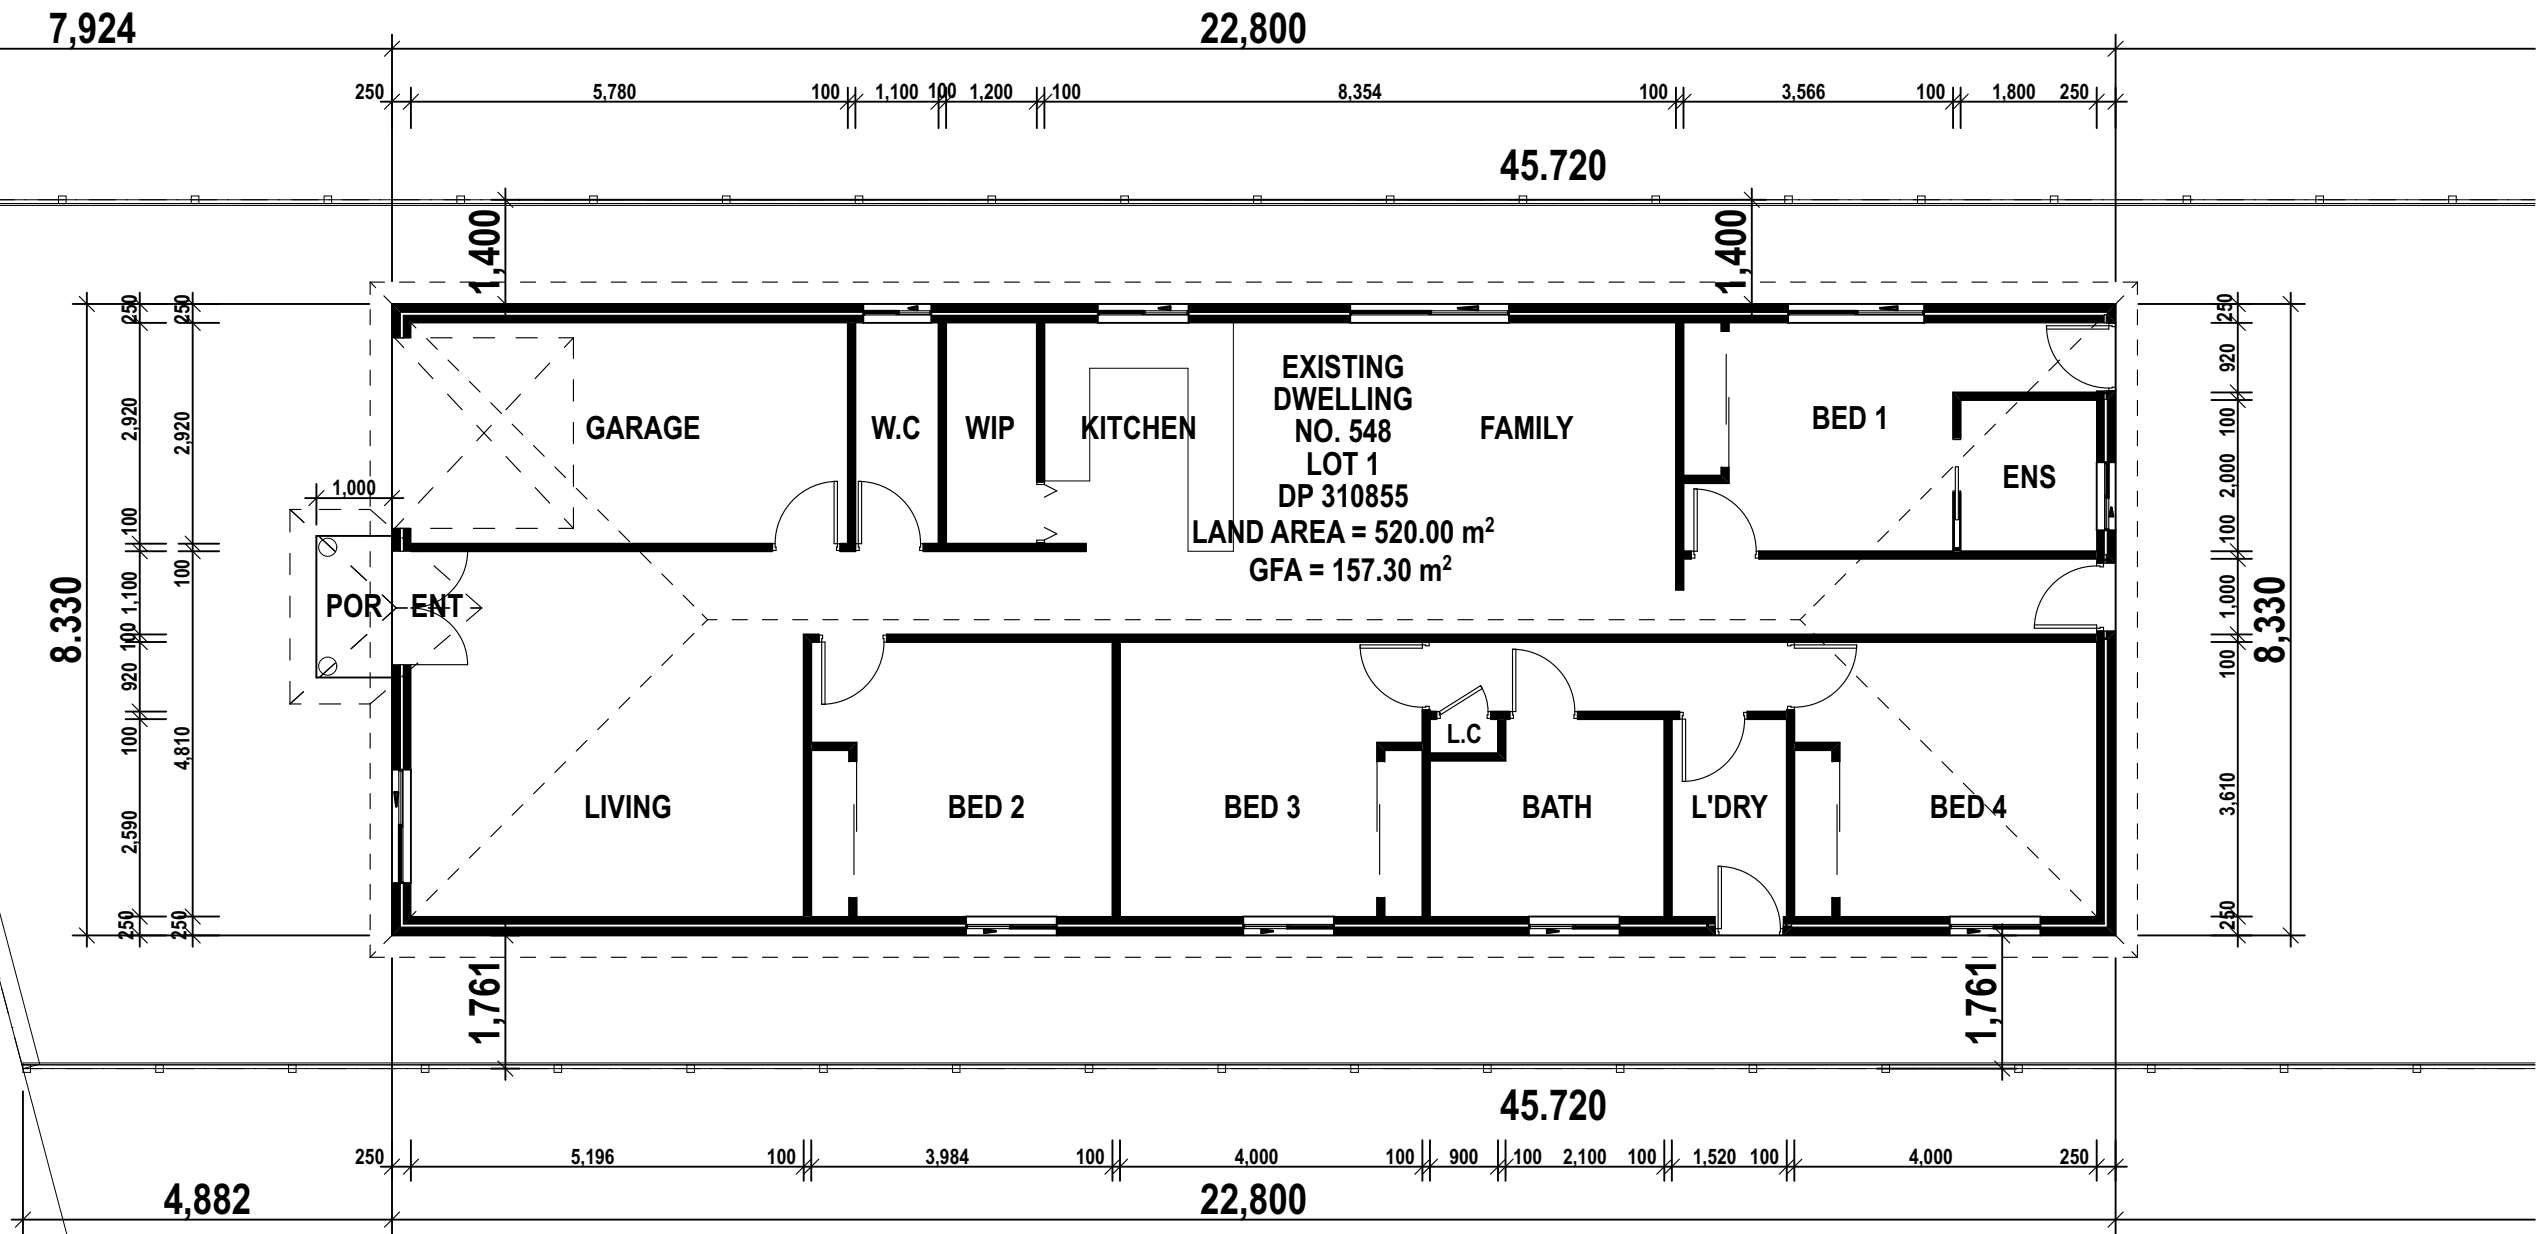 7,924
22,800
250 5,780 100 1,100 100 1,200 100 8,354 100 3,566 100 1,800 250
45.720
1,400
1,400
8.330
250
2,920
100
1,100
100
920
100
2,590
250
250
2,920
100
4,810
250
1,000
GARAGE
W.C
WIP
KITCHEN
EXISTING
DWELLING
NO. 548
LOT 1
DP 310855
LAND AREA = 520.00 m²
GFA = 157.30 m²
FAMILY
BED 1
ENS
POR
ENT
LIVING
BED 2
BED 3
L.C
BATH
L'DRY
BED 4
250
920
100
2,000
100
1,000
100
3,610
250
8,330
1,761
1,761
45.720
250 5,196 100 3,984 100 4,000 100 900 100 2,100 100 1,520 100 4,000 250
4,882
22,800